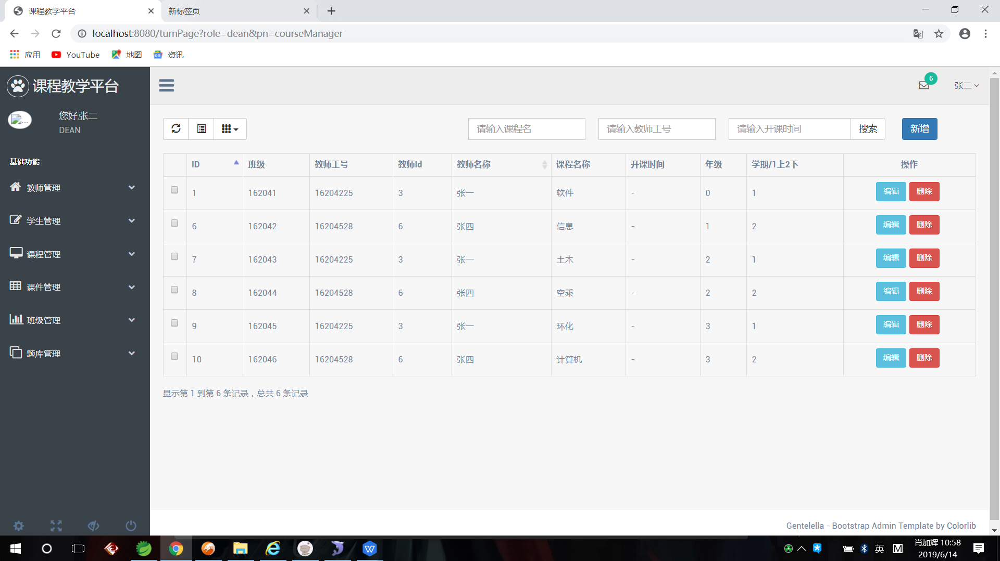 课程教学平台
新标签页
localhost:8080/turnPage?role=dean&pn=courseManager
应用 YouTube 地图 资讯
课程教学平台
6
张二
您好,张二
DEAN
基础功能
教师管理
学生管理
课程管理
课件管理
班级管理
题库管理
请输入课程名 请输入教师工号 请输入开课时间 搜索 新增
ID 班级 教师工号 教师Id 教师名称 课程名称 开课时间 年级 学期/1上2下 操作
1 162041 16204225 3 张一 软件 - 0 1 编辑 删除
6 162042 16204528 6 张四 信息 - 1 2 编辑 删除
7 162043 16204225 3 张一 土木 - 2 1 编辑 删除
8 162044 16204528 6 张四 空乘 - 2 2 编辑 删除
9 162045 16204225 3 张一 环化 - 3 1 编辑 删除
10 162046 16204528 6 张四 计算机 - 3 2 编辑 删除
显示第 1 到第 6 条记录，总共 6 条记录
Gentelella - Bootstrap Admin Template by Colorlib
英 M
肖加辉 10:58
2019/6/14